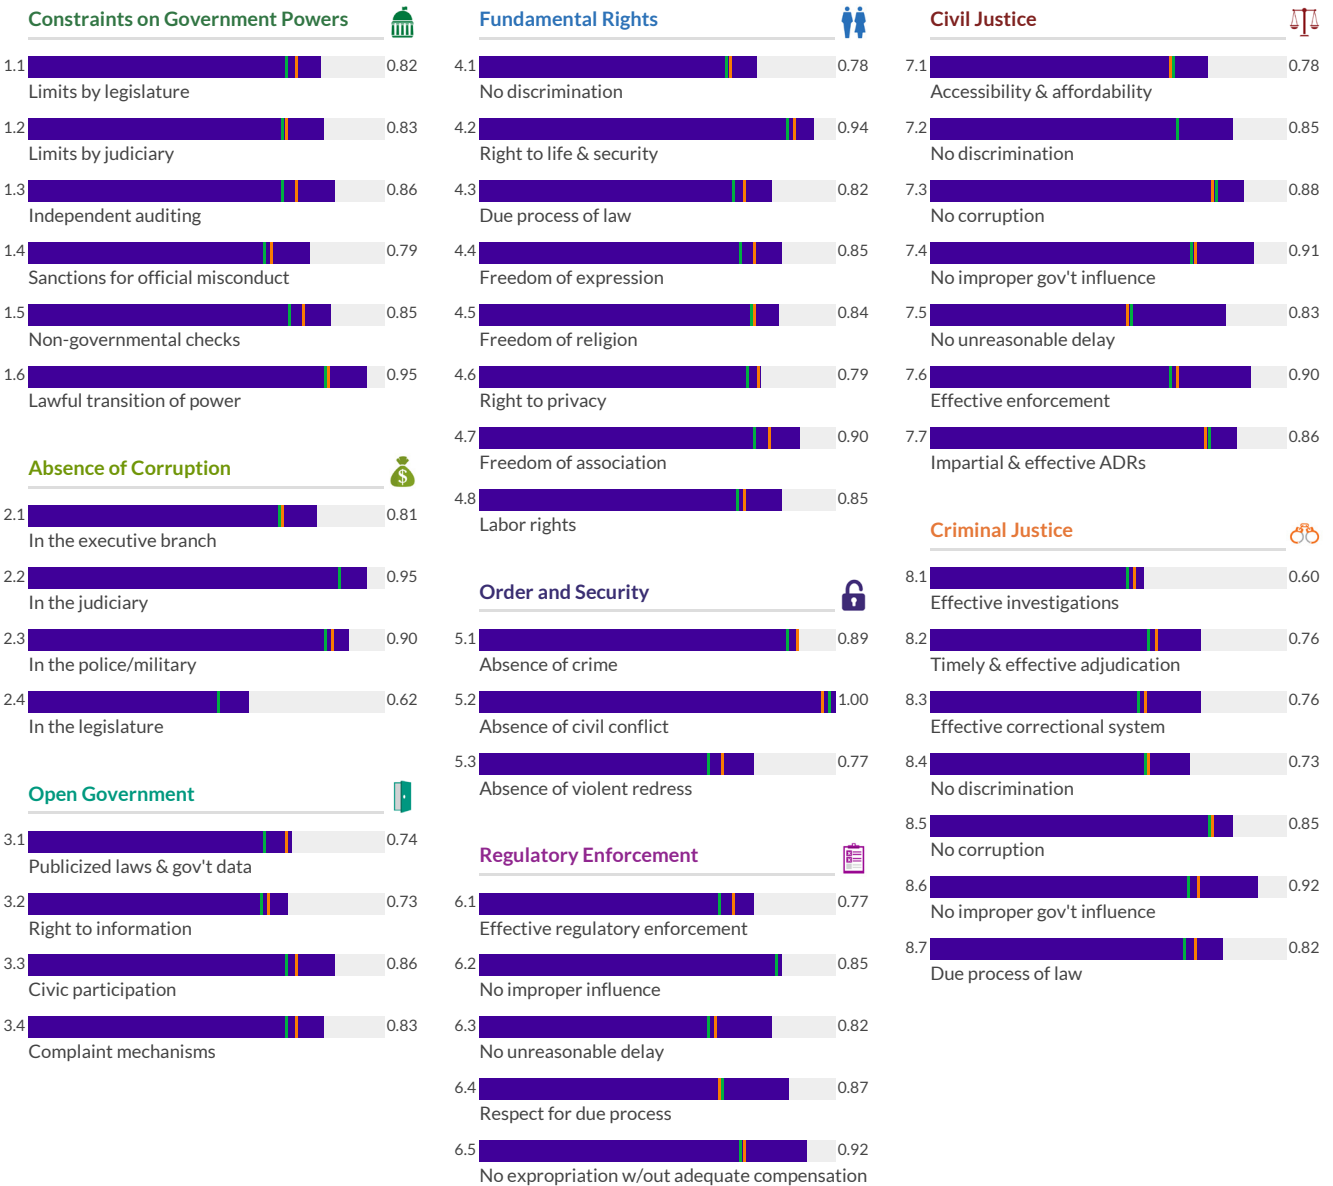 Constraints on Government Powers
1.1 0.82
Limits by legislature
1.2 0.83
Limits by judiciary
1.3 0.86
Independent auditing
1.4 0.79
Sanctions for official misconduct
1.5 0.85
Non-governmental checks
1.6 0.95
Lawful transition of power
Absence of Corruption
$
2.1 0.81
In the executive branch
2.2 0.95
In the judiciary
2.3 0.90
In the police/military
2.4 0.62
In the legislature
Open Government
3.1 0.74
Publicized laws & gov't data
3.2 0.73
Right to information
3.3 0.86
Civic participation
3.4 0.83
Complaint mechanisms
Fundamental Rights
4.1 0.78
No discrimination
4.2 0.94
Right to life & security
4.3 0.82
Due process of law
4.4 0.85
Freedom of expression
4.5 0.84
Freedom of religion
4.6 0.79
Right to privacy
4.7 0.90
Freedom of association
4.8 0.85
Labor rights
Order and Security
5.1 0.89
Absence of crime
5.2 1.00
Absence of civil conflict
5.3 0.77
Absence of violent redress
Regulatory Enforcement
6.1 0.77
Effective regulatory enforcement
6.2 0.85
No improper influence
6.3 0.82
No unreasonable delay
6.4 0.87
Respect for due process
6.5 0.92
No expropriation w/out adequate compensation
Civil Justice
7.1 0.78
Accessibility & affordability
7.2 0.85
No discrimination
7.3 0.88
No corruption
7.4 0.91
No improper gov't influence
7.5 0.83
No unreasonable delay
7.6 0.90
Effective enforcement
7.7 0.86
Impartial & effective ADRs
Criminal Justice
8.1 0.60
Effective investigations
8.2 0.76
Timely & effective adjudication
8.3 0.76
Effective correctional system
8.4 0.73
No discrimination
8.5 0.85
No corruption
8.6 0.92
No improper gov't influence
8.7 0.82
Due process of law